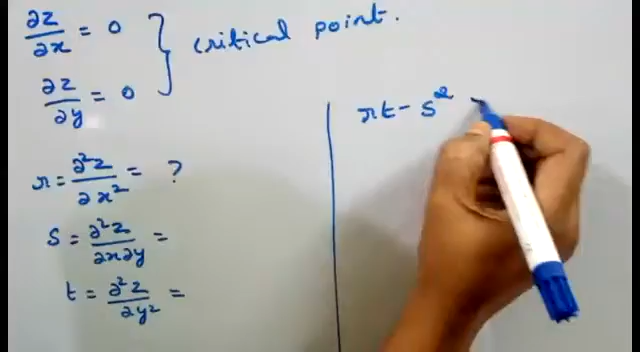 ∂z/∂x = 0
∂z/∂y = 0
} critical point.
r = ∂²z/∂x² = ?
s = ∂²z/∂x∂y =
t = ∂²z/∂y² =
rt - s²